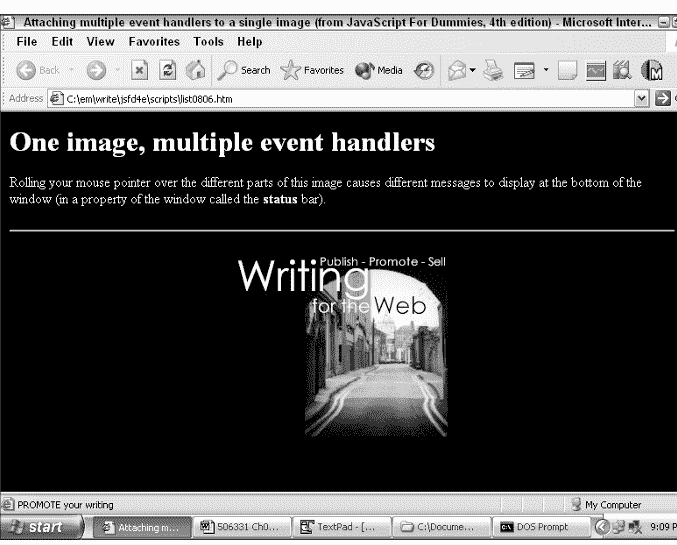 Attaching multiple event handlers to a single image (from JavaScript For Dummies, 4th edition) - Microsoft Inter...
File Edit View Favorites Tools Help
Back Search Favorites Media
Address C:\em\write\jsfd4e\scripts\list0806.htm
One image, multiple event handlers
Rolling your mouse pointer over the different parts of this image causes different messages to display at the bottom of the
window (in a property of the window called the status bar).
Publish - Promote - Sell
Writing
for the Web
PROMOTE your writing My Computer
start Attaching m... 506331 Ch0... TextPad - [... C:\Docume... DOS Prompt 9:09 P